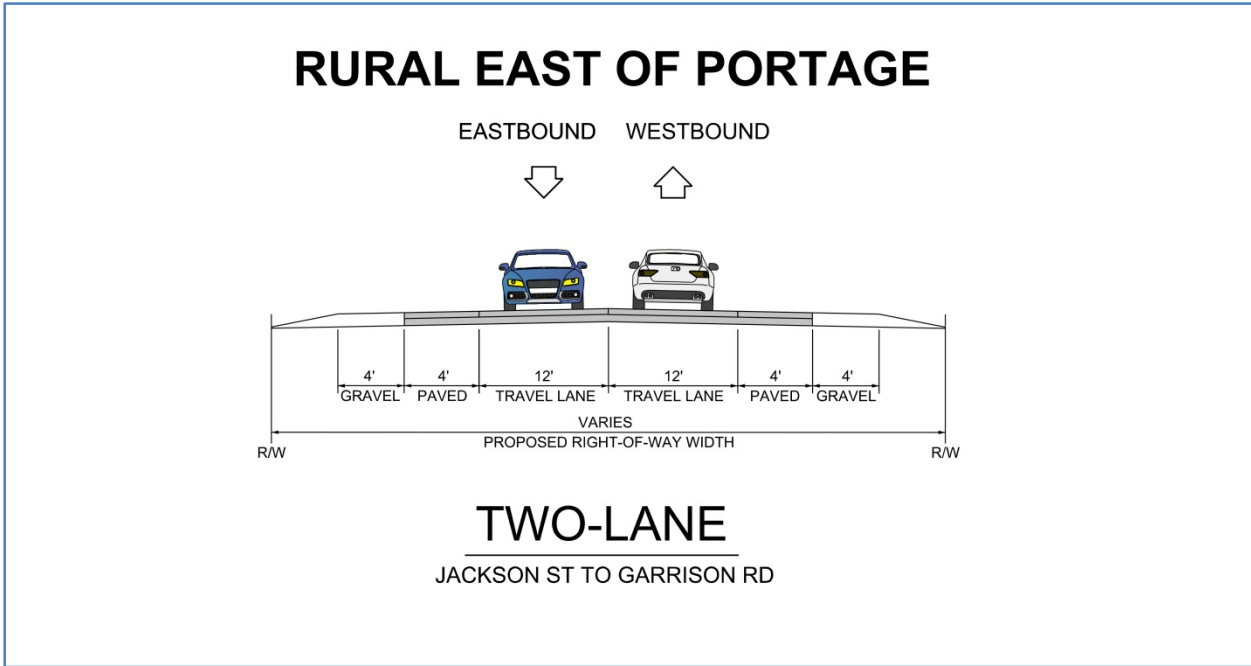 RURAL EAST OF PORTAGE
EASTBOUND WESTBOUND
4' 4' 12' 12' 4' 4'
GRAVEL PAVED TRAVEL LANE TRAVEL LANE PAVED GRAVEL
VARIES
PROPOSED RIGHT-OF-WAY WIDTH
R/W R/W
TWO-LANE
JACKSON ST TO GARRISON RD